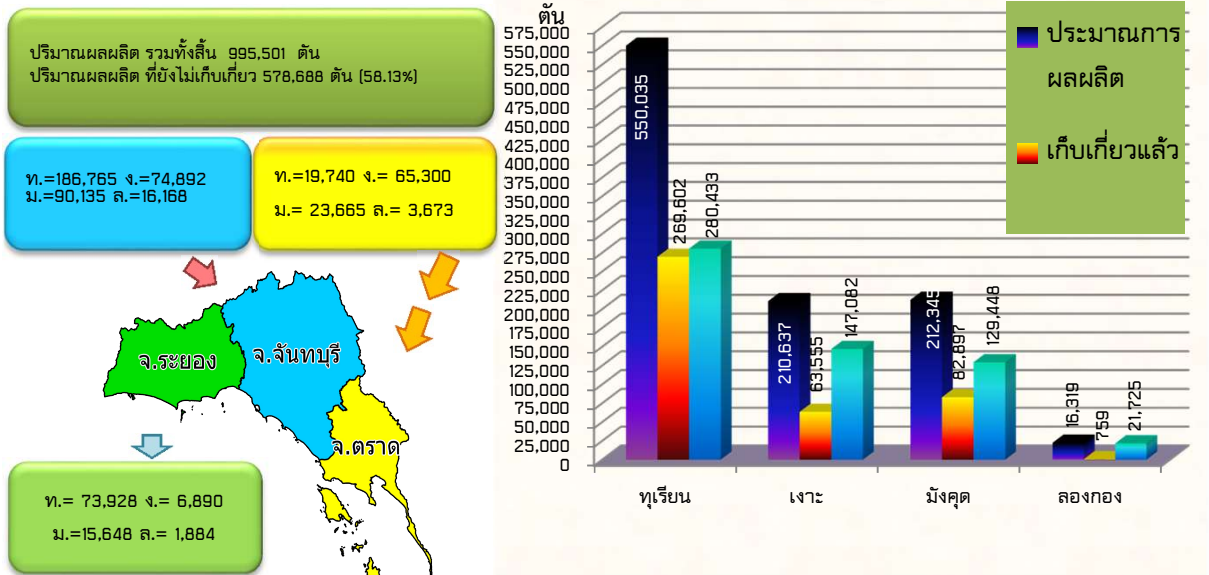 ปริมาณผลผลิต รวมทั้งสิ้น 995,501 ตัน
ปริมาณผลผลิต ที่ยังไม่เก็บเกี่ยว 578,688 ตัน (58.13%)
ท.=186,765 ง.=74,892
ม.=90,135 ล.=16,168
ท.=19,740 ง.= 65,300
ม.= 23,665 ล.= 3,673
จ.ระยอง
จ.จันทบุรี
จ.ตราด
ท.= 73,928 ง.= 6,890
ม.=15,648 ล.= 1,884
ตัน
575,000
550,000
525,000
500,000
475,000
450,000
425,000
400,000
375,000
350,000
325,000
300,000
275,000
250,000
225,000
200,000
175,000
150,000
125,000
100,000
75,000
50,000
25,000
0
550,035
269,602
280,433
210,637
63,555
147,082
212,345
82,897
129,448
16,319
759
21,725
ทุเรียน
เงาะ
มังคุด
ลองกอง
ประมาณการ
ผลผลิต
เก็บเกี่ยวแล้ว